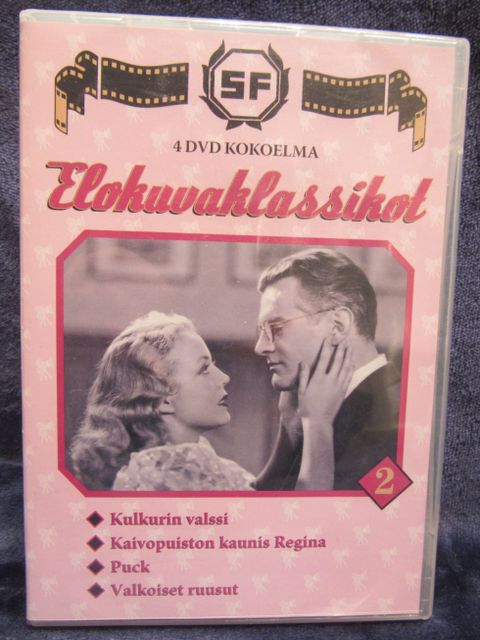 SF
4 DVD KOKOELMA
Elokuvaklassikot
2
Kulkurin valssi
Kaivopuiston kaunis Regina
Puck
Valkoiset ruusut